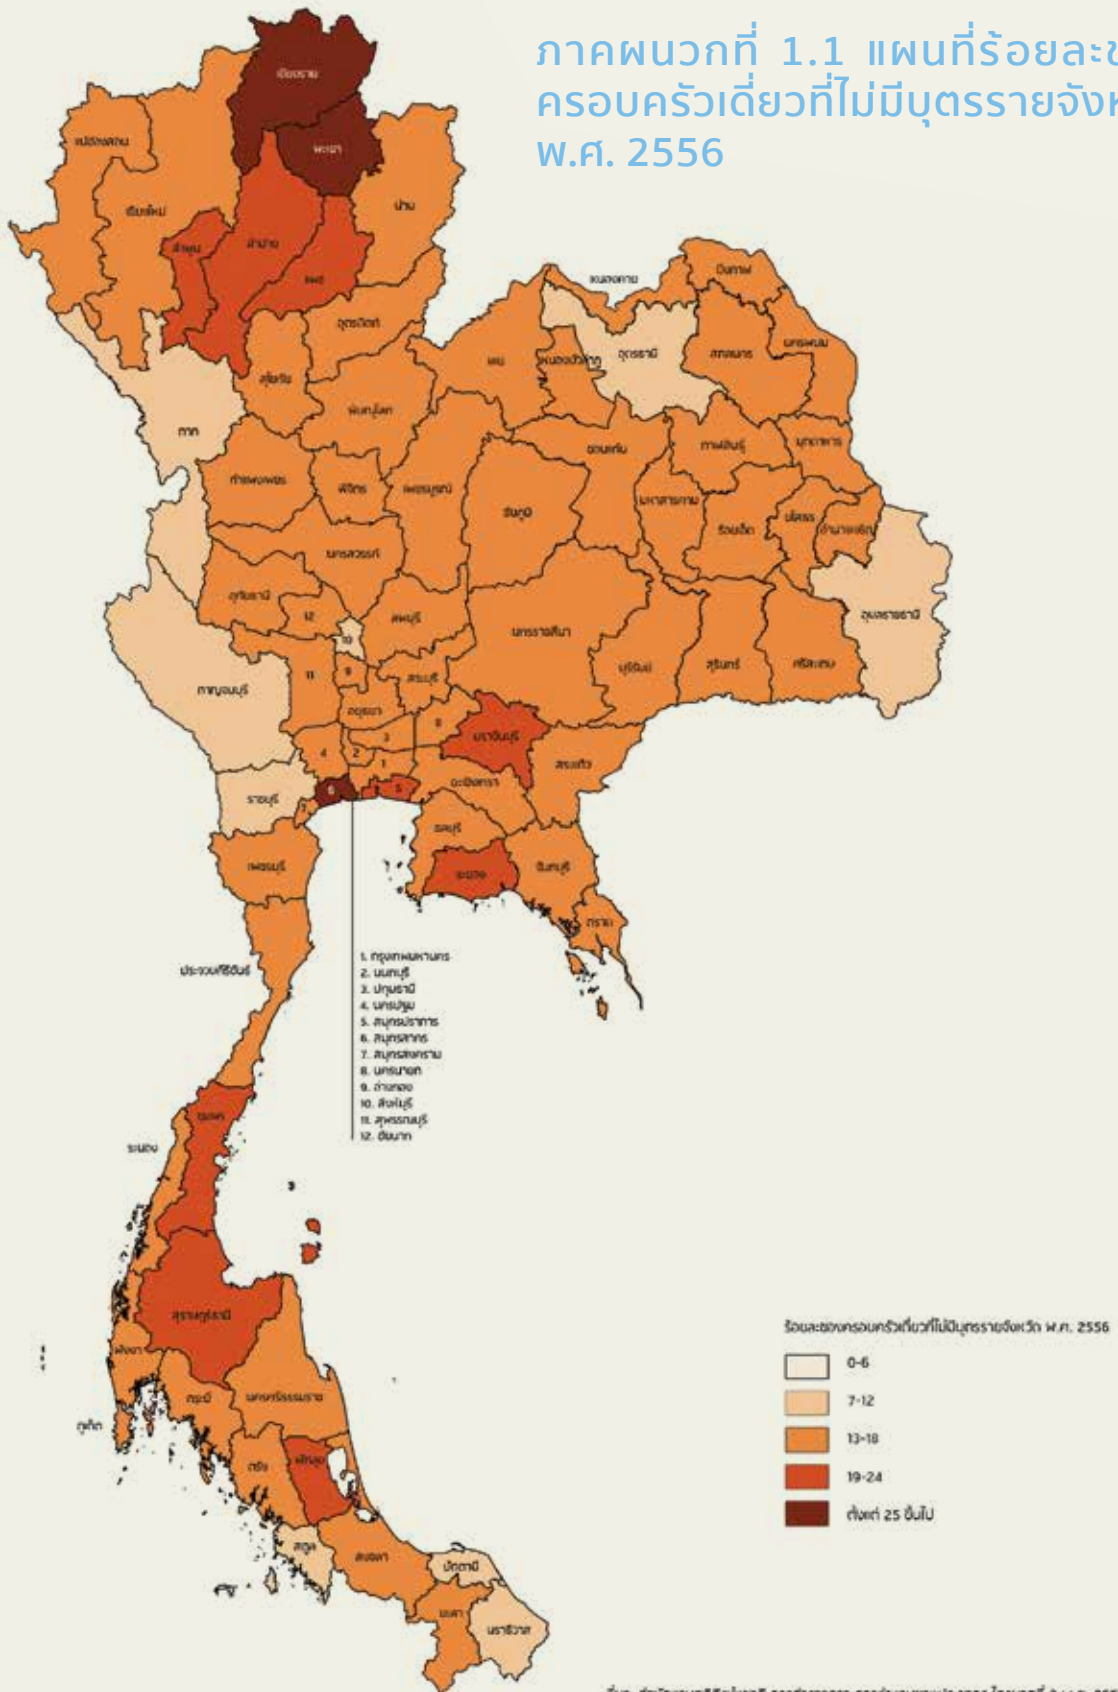 ภาคผนวกที่ 1.1 แผนที่ร้อยละข
ครอบครัวเดี่ยวที่ไม่มีบุตรรายจังห
พ.ศ. 2556
เชียงราย
แม่ฮ่องสอน
พะเยา
เชียงใหม่
น่าน
ลำพูน
ลำปาง
แพร่
หนองคาย
บึงกาฬ
อุตรดิตถ์
เลย
หนองบัวลำภู
อุดรธานี
สกลนคร
นครพนม
สุโขทัย
ตาก
พิษณุโลก
ขอนแก่น
กาฬสินธุ์
มุกดาหาร
กำแพงเพชร
พิจิตร
เพชรบูรณ์
ชัยภูมิ
มหาสารคาม
ร้อยเอ็ด
ยโสธร
อำนาจเจริญ
นครสวรรค์
อุทัยธานี
12
ลพบุรี
นครราชสีมา
อุบลราชธานี
10
11
9
สระบุรี
บุรีรัมย์
สุรินทร์
ศรีสะเกษ
กาญจนบุรี
อยุธยา
8
3
ปราจีนบุรี
4
2
1
สระแก้ว
ราชบุรี
6
5
ฉะเชิงเทรา
7
ชลบุรี
เพชรบุรี
ระยอง
จันทบุรี
ตราด
ประจวบคีรีขันธ์
1. กรุงเทพมหานคร
2. นนทบุรี
3. ปทุมธานี
4. นครปฐม
5. สมุทรปราการ
6. สมุทรสาคร
7. สมุทรสงคราม
8. นครนายก
9. อ่างทอง
10. สิงห์บุรี
11. สุพรรณบุรี
12. ชัยนาท
ชุมพร
ระนอง
สุราษฎร์ธานี
พังงา
กระบี่
นครศรีธรรมราช
ภูเก็ต
ตรัง
พัทลุง
สตูล
สงขลา
ปัตตานี
ยะลา
นราธิวาส
ร้อยละของครอบครัวเดี่ยวที่ไม่มีบุตรรายจังหวัด พ.ศ. 2556
0-6
7-12
13-18
19-24
ตั้งแต่ 25 ขึ้นไป